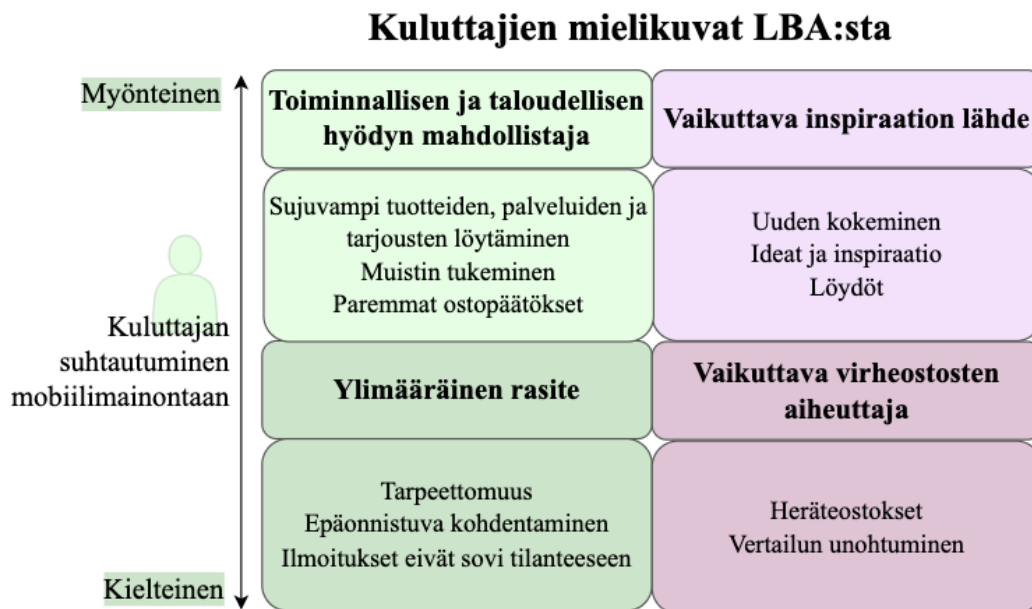 Kuluttajien mielikuvat LBA:sta
Myönteinen
Toiminnallisen ja taloudellisen
hyödyn mahdollistaja
Vaikuttava inspiraation lähde
Sujuvampi tuotteiden, palveluiden ja
tarjousten löytäminen
Muistin tukeminen
Paremmat ostopäätökset
Uuden kokeminen
Ideat ja inspiraatio
Löydöt
Kuluttajan
suhtautuminen
mobiilimainontaan
Ylimääräinen rasite
Vaikuttava virheostosten
aiheuttaja
Tarpeettomuus
Epäonnistuva kohdentaminen
Ilmoitukset eivät sovi tilanteeseen
Heräteostokset
Vertailun unohtuminen
Kielteinen